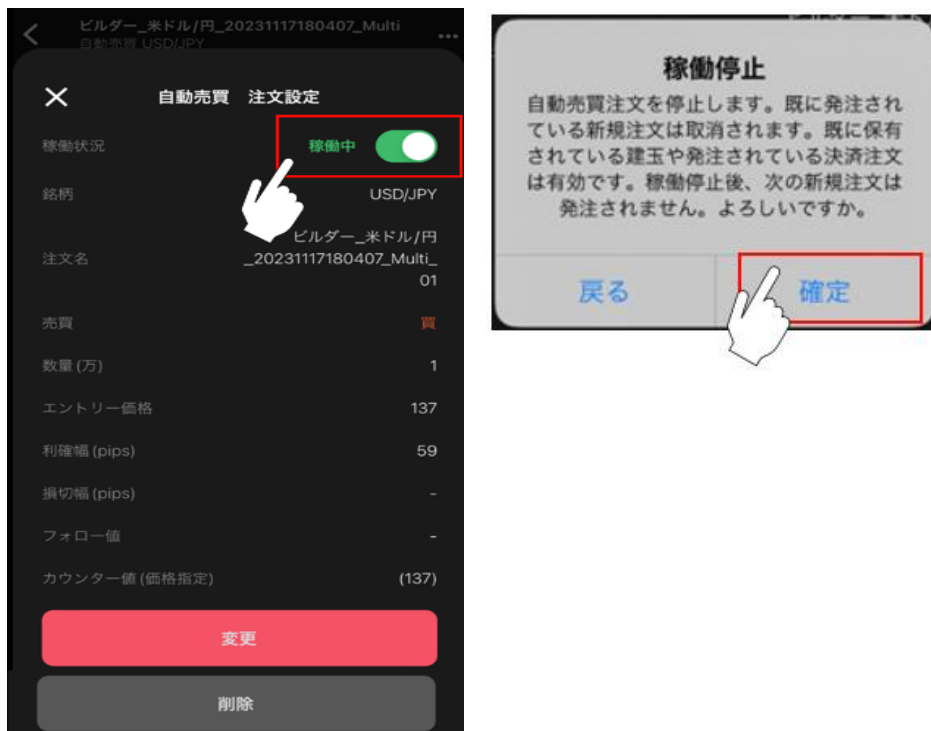 ビルダー_米ドル/円_20231117180407_Multi
自動売買 USD/JPY
自動売買 注文設定
稼働状況 稼働中
銘柄 USD/JPY
ビルダー_米ドル/円
注文名 _20231117180407_Multi_
01
売買 買
数量(万) 1
エントリー価格 137
利確幅(pips) 59
損切幅(pips) -
フォロー値 -
カウンター値(価格指定) (137)
変更
削除
稼働停止
自動売買注文を停止します。既に発注され
ている新規注文は取消されます。既に保有
されている建玉や発注されている決済注文
は有効です。稼働停止後、次の新規注文は
発注されません。よろしいですか。
戻る 確定